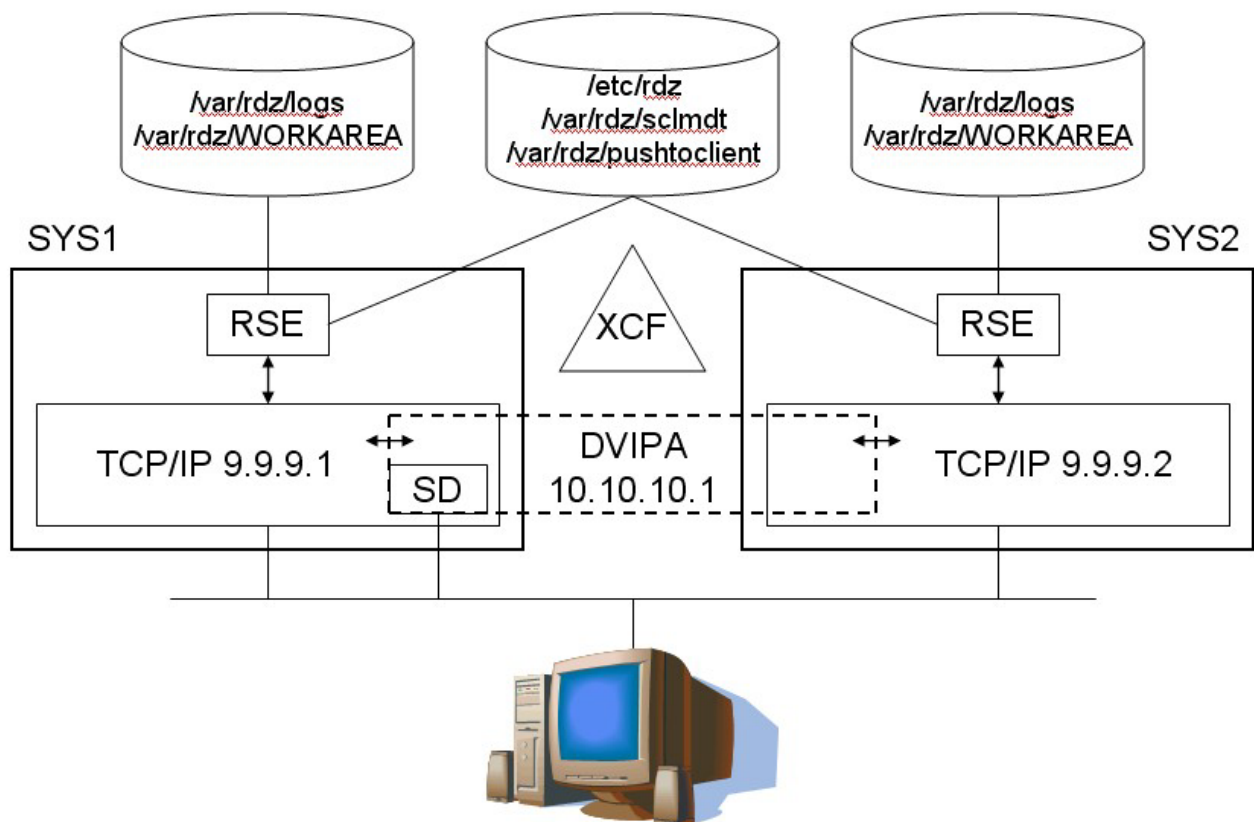 /var/rdz/logs
/var/rdz/WORKAREA
/etc/rdz
/var/rdz/sclmdt
/var/rdz/pushtoclient
/var/rdz/logs
/var/rdz/WORKAREA
SYS1
SYS2
RSE
XCF
RSE
TCP/IP 9.9.9.1
SD
DVIPA
10.10.10.1
TCP/IP 9.9.9.2